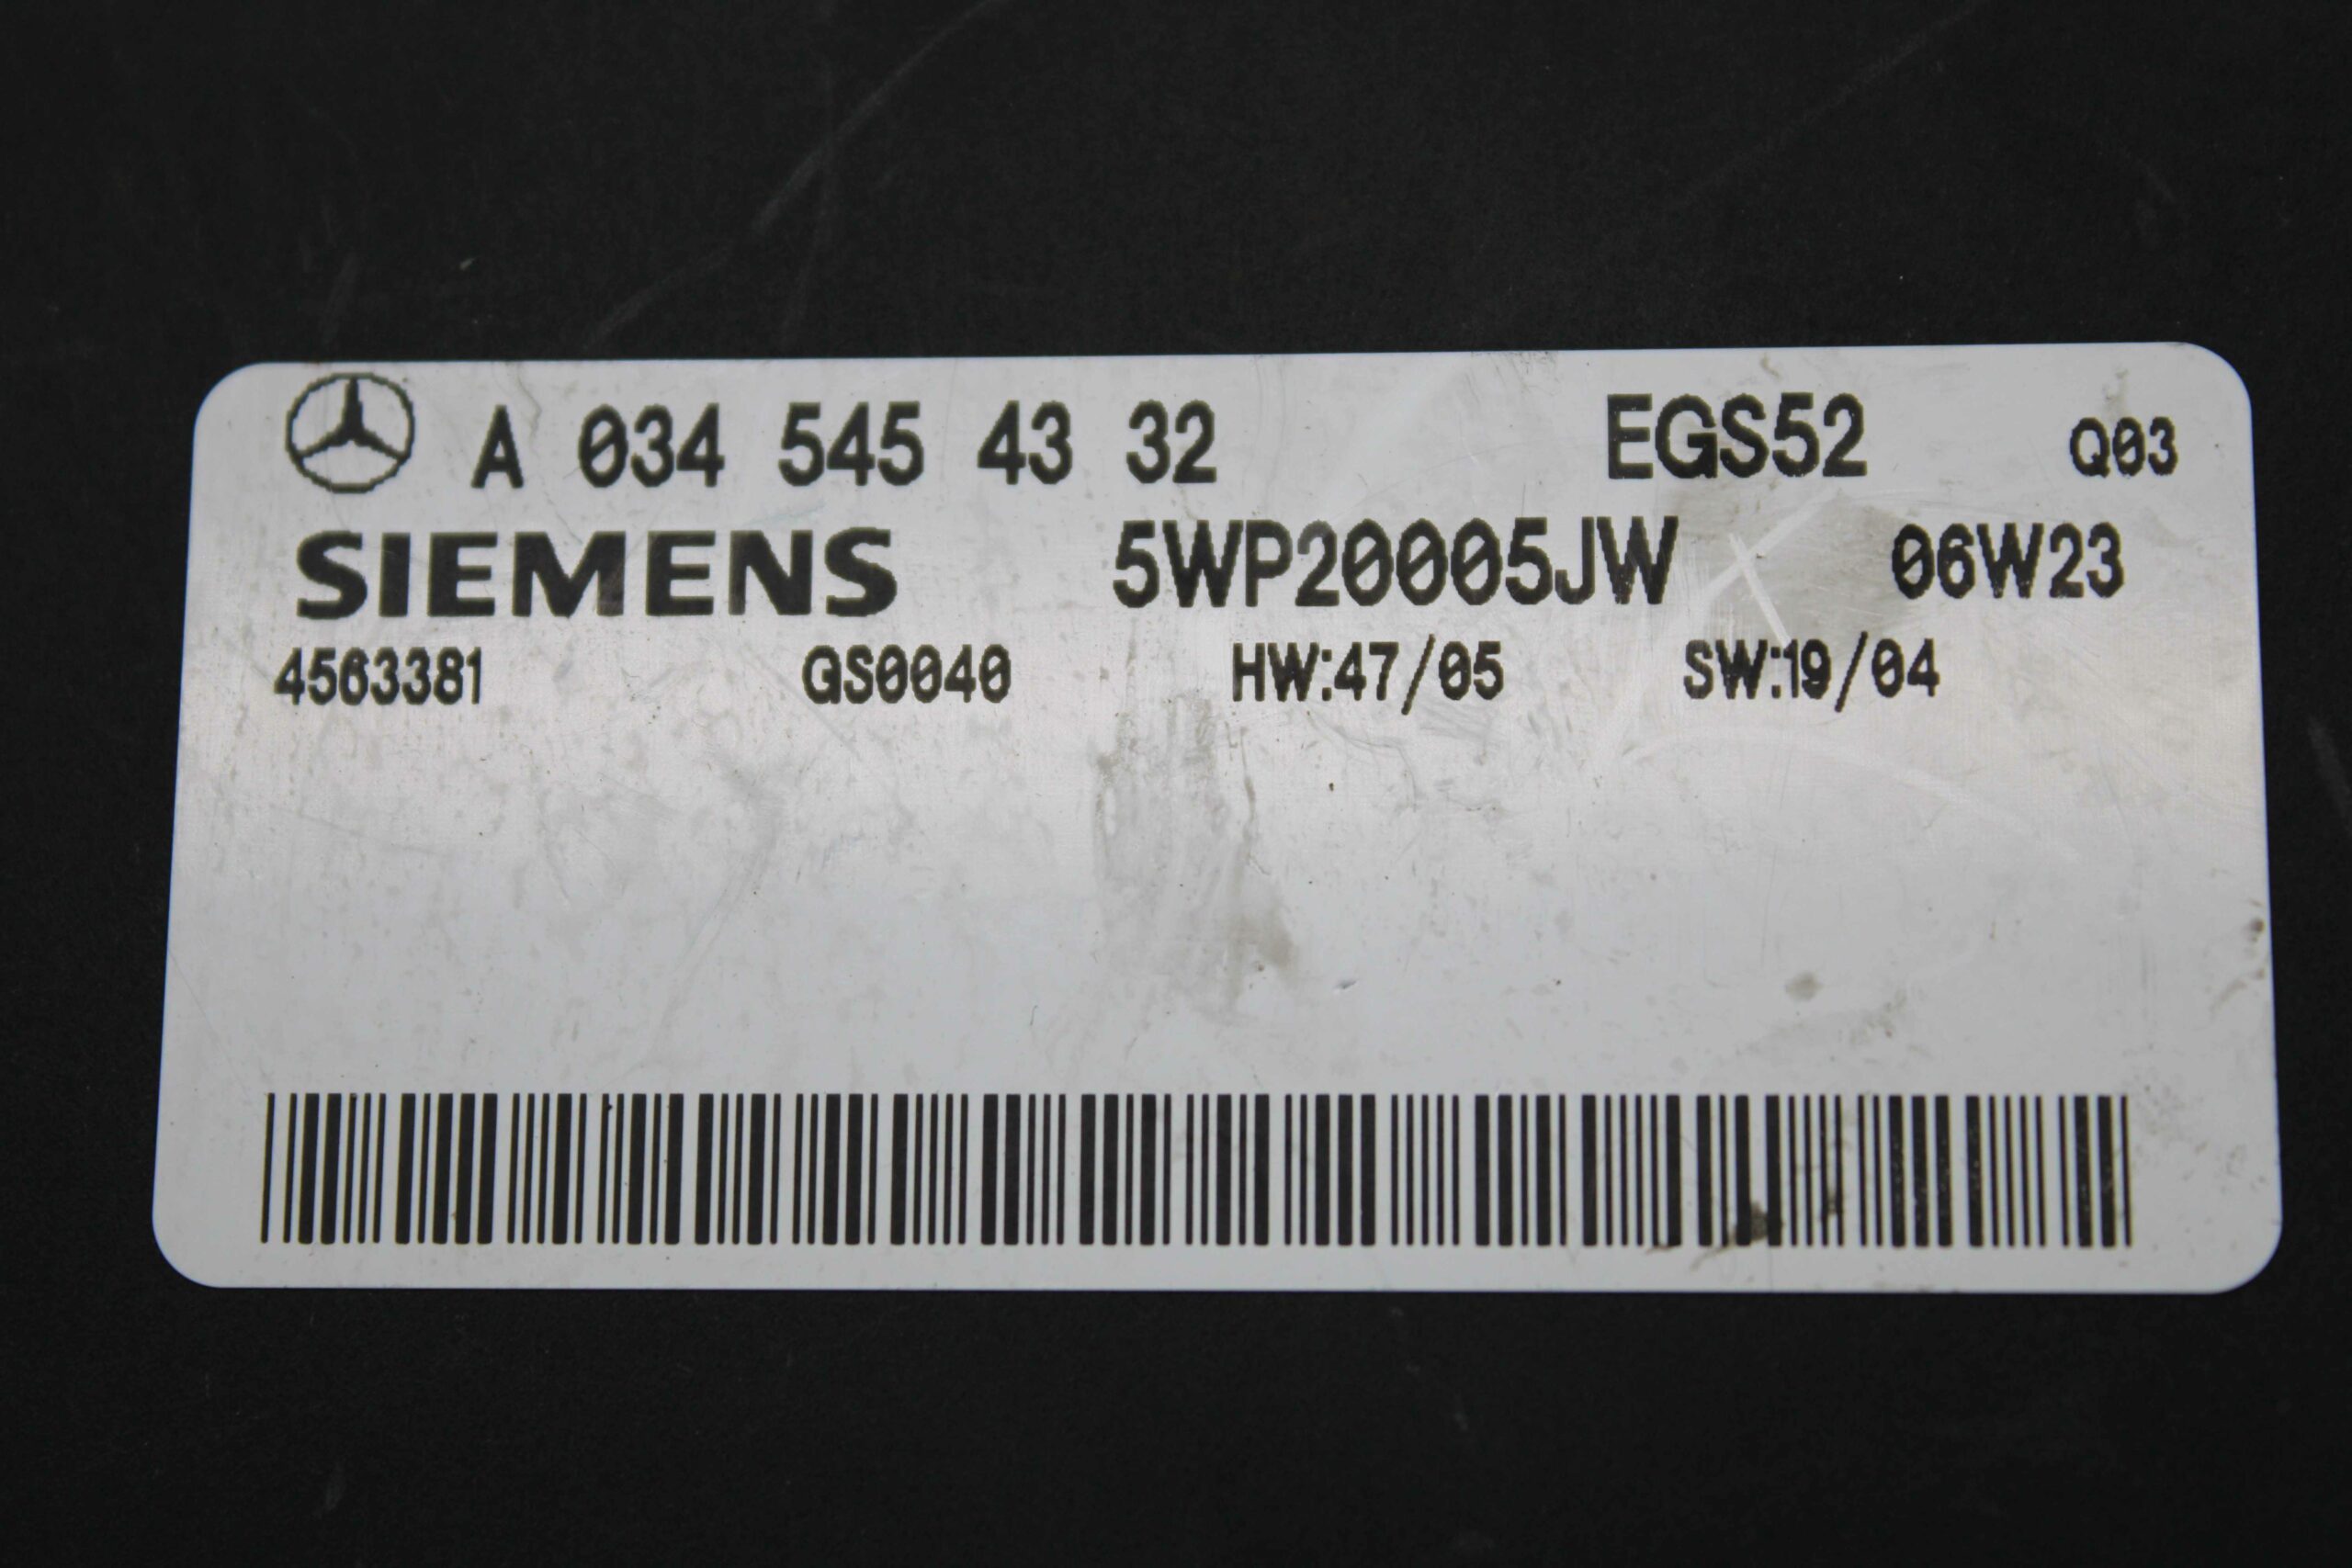 A 034 545 43 32 EGS52 Q03
SIEMENS 5WP20005JW 06W23
4563381 GS0040 HW:47/05 SW:19/04